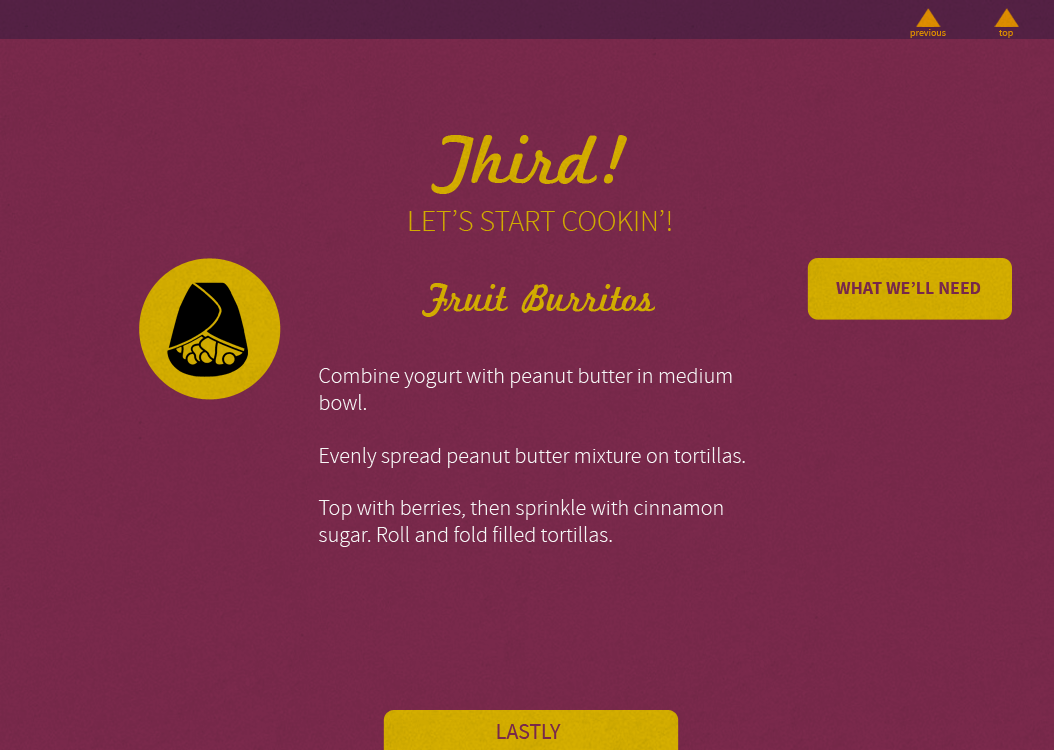 previous
top
Third!
LET’S START COOKIN’!
Fruit Burritos
WHAT WE’LL NEED
Combine yogurt with peanut butter in medium
bowl.
Evenly spread peanut butter mixture on tortillas.
Top with berries, then sprinkle with cinnamon
sugar. Roll and fold filled tortillas.
LASTLY